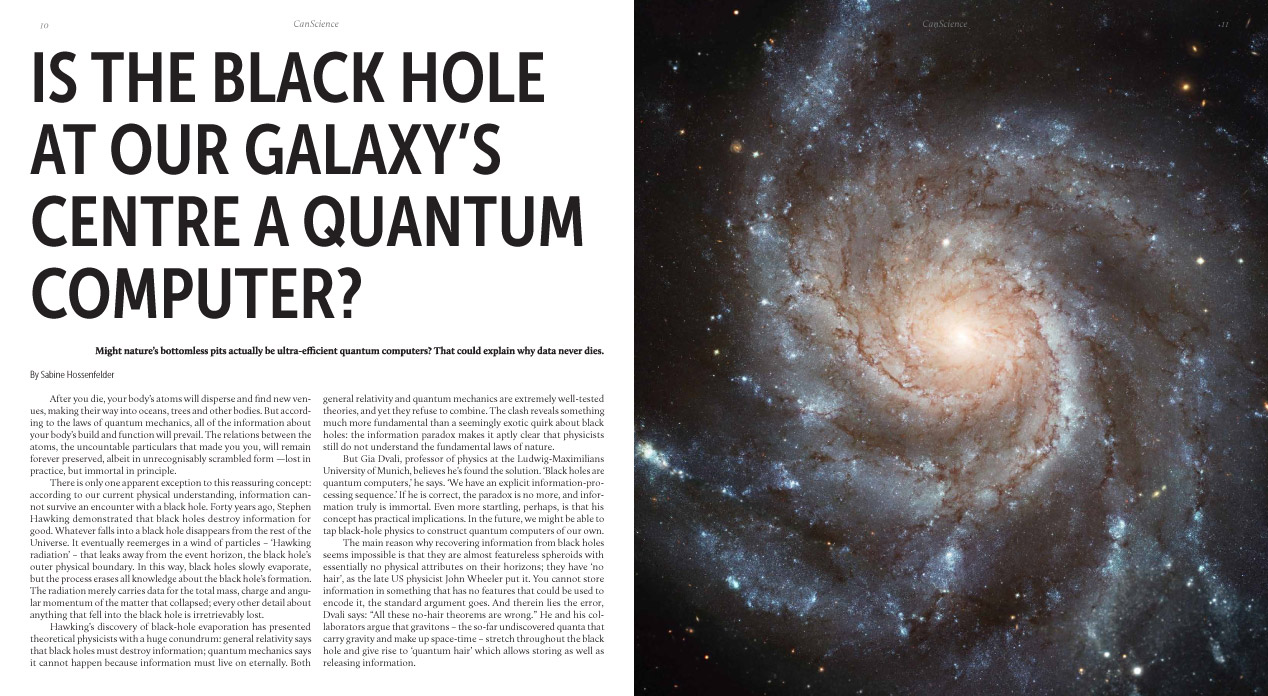 10
CanScience
CanScience
11
IS THE BLACK HOLE
AT OUR GALAXY'S
CENTRE A QUANTUM
COMPUTER?
Might nature's bottomless pits actually be ultra-efficient quantum computers? That could explain why data never dies.
By Sabine Hossenfelder
After you die, your body's atoms will disperse and find new ven-
ues, making their way into oceans, trees and other bodies. But accord-
ing to the laws of quantum mechanics, all of the information about
your body's build and function will prevail. The relations between the
atoms, the uncountable particulars that made you you, will remain
forever preserved, albeit in unrecognisably scrambled form —lost in
practice, but immortal in principle.
There is only one apparent exception to this reassuring concept:
according to our current physical understanding, information can-
not survive an encounter with a black hole. Forty years ago, Stephen
Hawking demonstrated that black holes destroy information for
good. Whatever falls into a black hole disappears from the rest of the
Universe. It eventually reemerges in a wind of particles – 'Hawking
radiation' – that leaks away from the event horizon, the black hole's
outer physical boundary. In this way, black holes slowly evaporate,
but the process erases all knowledge about the black hole's formation.
The radiation merely carries data for the total mass, charge and angu-
lar momentum of the matter that collapsed; every other detail about
anything that fell into the black hole is irretrievably lost.
Hawking's discovery of black-hole evaporation has presented
theoretical physicists with a huge conundrum: general relativity says
that black holes must destroy information; quantum mechanics says
it cannot happen because information must live on eternally. Both
general relativity and quantum mechanics are extremely well-tested
theories, and yet they refuse to combine. The clash reveals something
much more fundamental than a seemingly exotic quirk about black
holes: the information paradox makes it aptly clear that physicists
still do not understand the fundamental laws of nature.
But Gia Dvali, professor of physics at the Ludwig-Maximilians
University of Munich, believes he's found the solution. 'Black holes are
quantum computers,' he says. 'We have an explicit information-pro-
cessing sequence.' If he is correct, the paradox is no more, and infor-
mation truly is immortal. Even more startling, perhaps, is that his
concept has practical implications. In the future, we might be able to
tap black-hole physics to construct quantum computers of our own.
The main reason why recovering information from black holes
seems impossible is that they are almost featureless spheroids with
essentially no physical attributes on their horizons; they have 'no
hair', as the late US physicist John Wheeler put it. You cannot store
information in something that has no features that could be used to
encode it, the standard argument goes. And therein lies the error,
Dvali says: "All these no-hair theorems are wrong." He and his col-
laborators argue that gravitons – the so-far undiscovered quanta that
carry gravity and make up space-time – stretch throughout the black
hole and give rise to 'quantum hair' which allows storing as well as
releasing information.